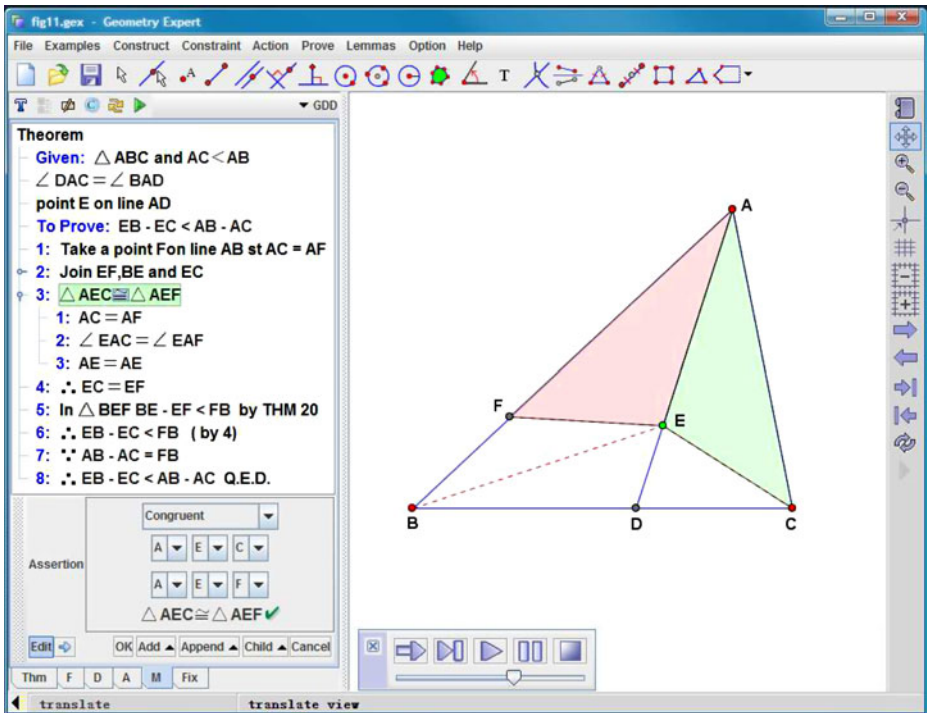 fig11.gex - Geometry Expert
File Examples Construct Constraint Action Prove Lemmas Option Help
A T
GDD
Theorem
Given: △ ABC and AC<AB
∠ DAC = ∠ BAD
point E on line AD
To Prove: EB - EC < AB - AC
1: Take a point Fon line AB st AC = AF
2: Join EF,BE and EC
3: △ AEC≅△ AEF
1: AC = AF
2: ∠ EAC = ∠ EAF
3: AE = AE
4: ∴ EC = EF
5: In △ BEF BE - EF < FB by THM 20
6: ∴ EB - EC < FB ( by 4)
7: ∵ AB - AC = FB
8: ∴ EB - EC < AB - AC Q.E.D.
Congruent
A E C
Assertion
A E F
△ AEC≅△ AEF✔
Edit OK Add Append Child Cancel
Thm F D A M Fix
translate translate view
A
F
E
B D C